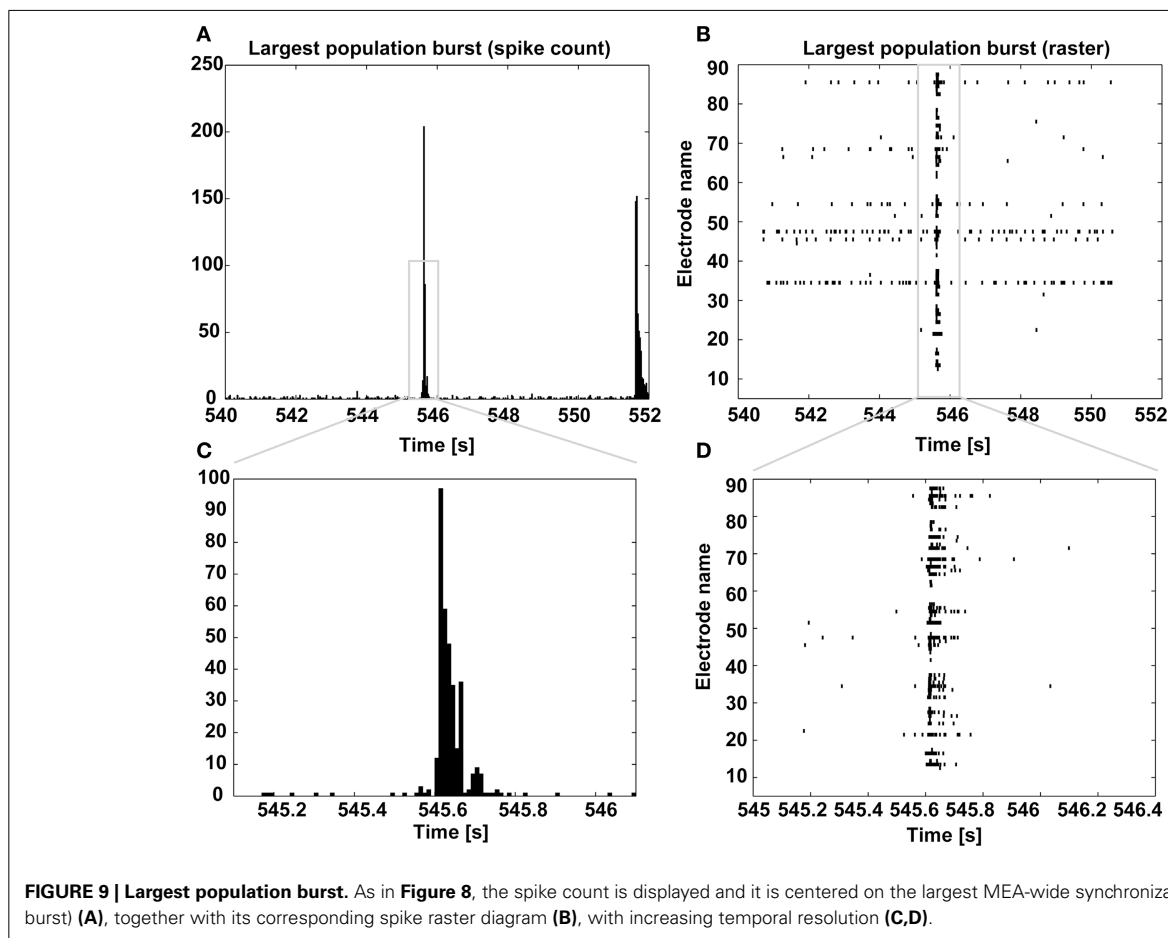 A
Largest population burst (spike count)
250
200
150
100
50
0
540 542 544 546 548 550 552
Time [s]
B
Largest population burst (raster)
90
80
70
60
50
40
30
20
10
Electrode name
540 542 544 546 548 550 552
Time [s]
C
100
90
80
70
60
50
40
30
20
10
0
545.2 545.4 545.6 545.8 546
Time [s]
D
90
80
70
60
50
40
30
20
10
Electrode name
545 545.2 545.4 545.6 545.8 546 546.2 546.4
Time [s]
FIGURE 9 | Largest population burst. As in Figure 8, the spike count is displayed and it is centered on the largest MEA-wide synchroniza
burst) (A), together with its corresponding spike raster diagram (B), with increasing temporal resolution (C,D).